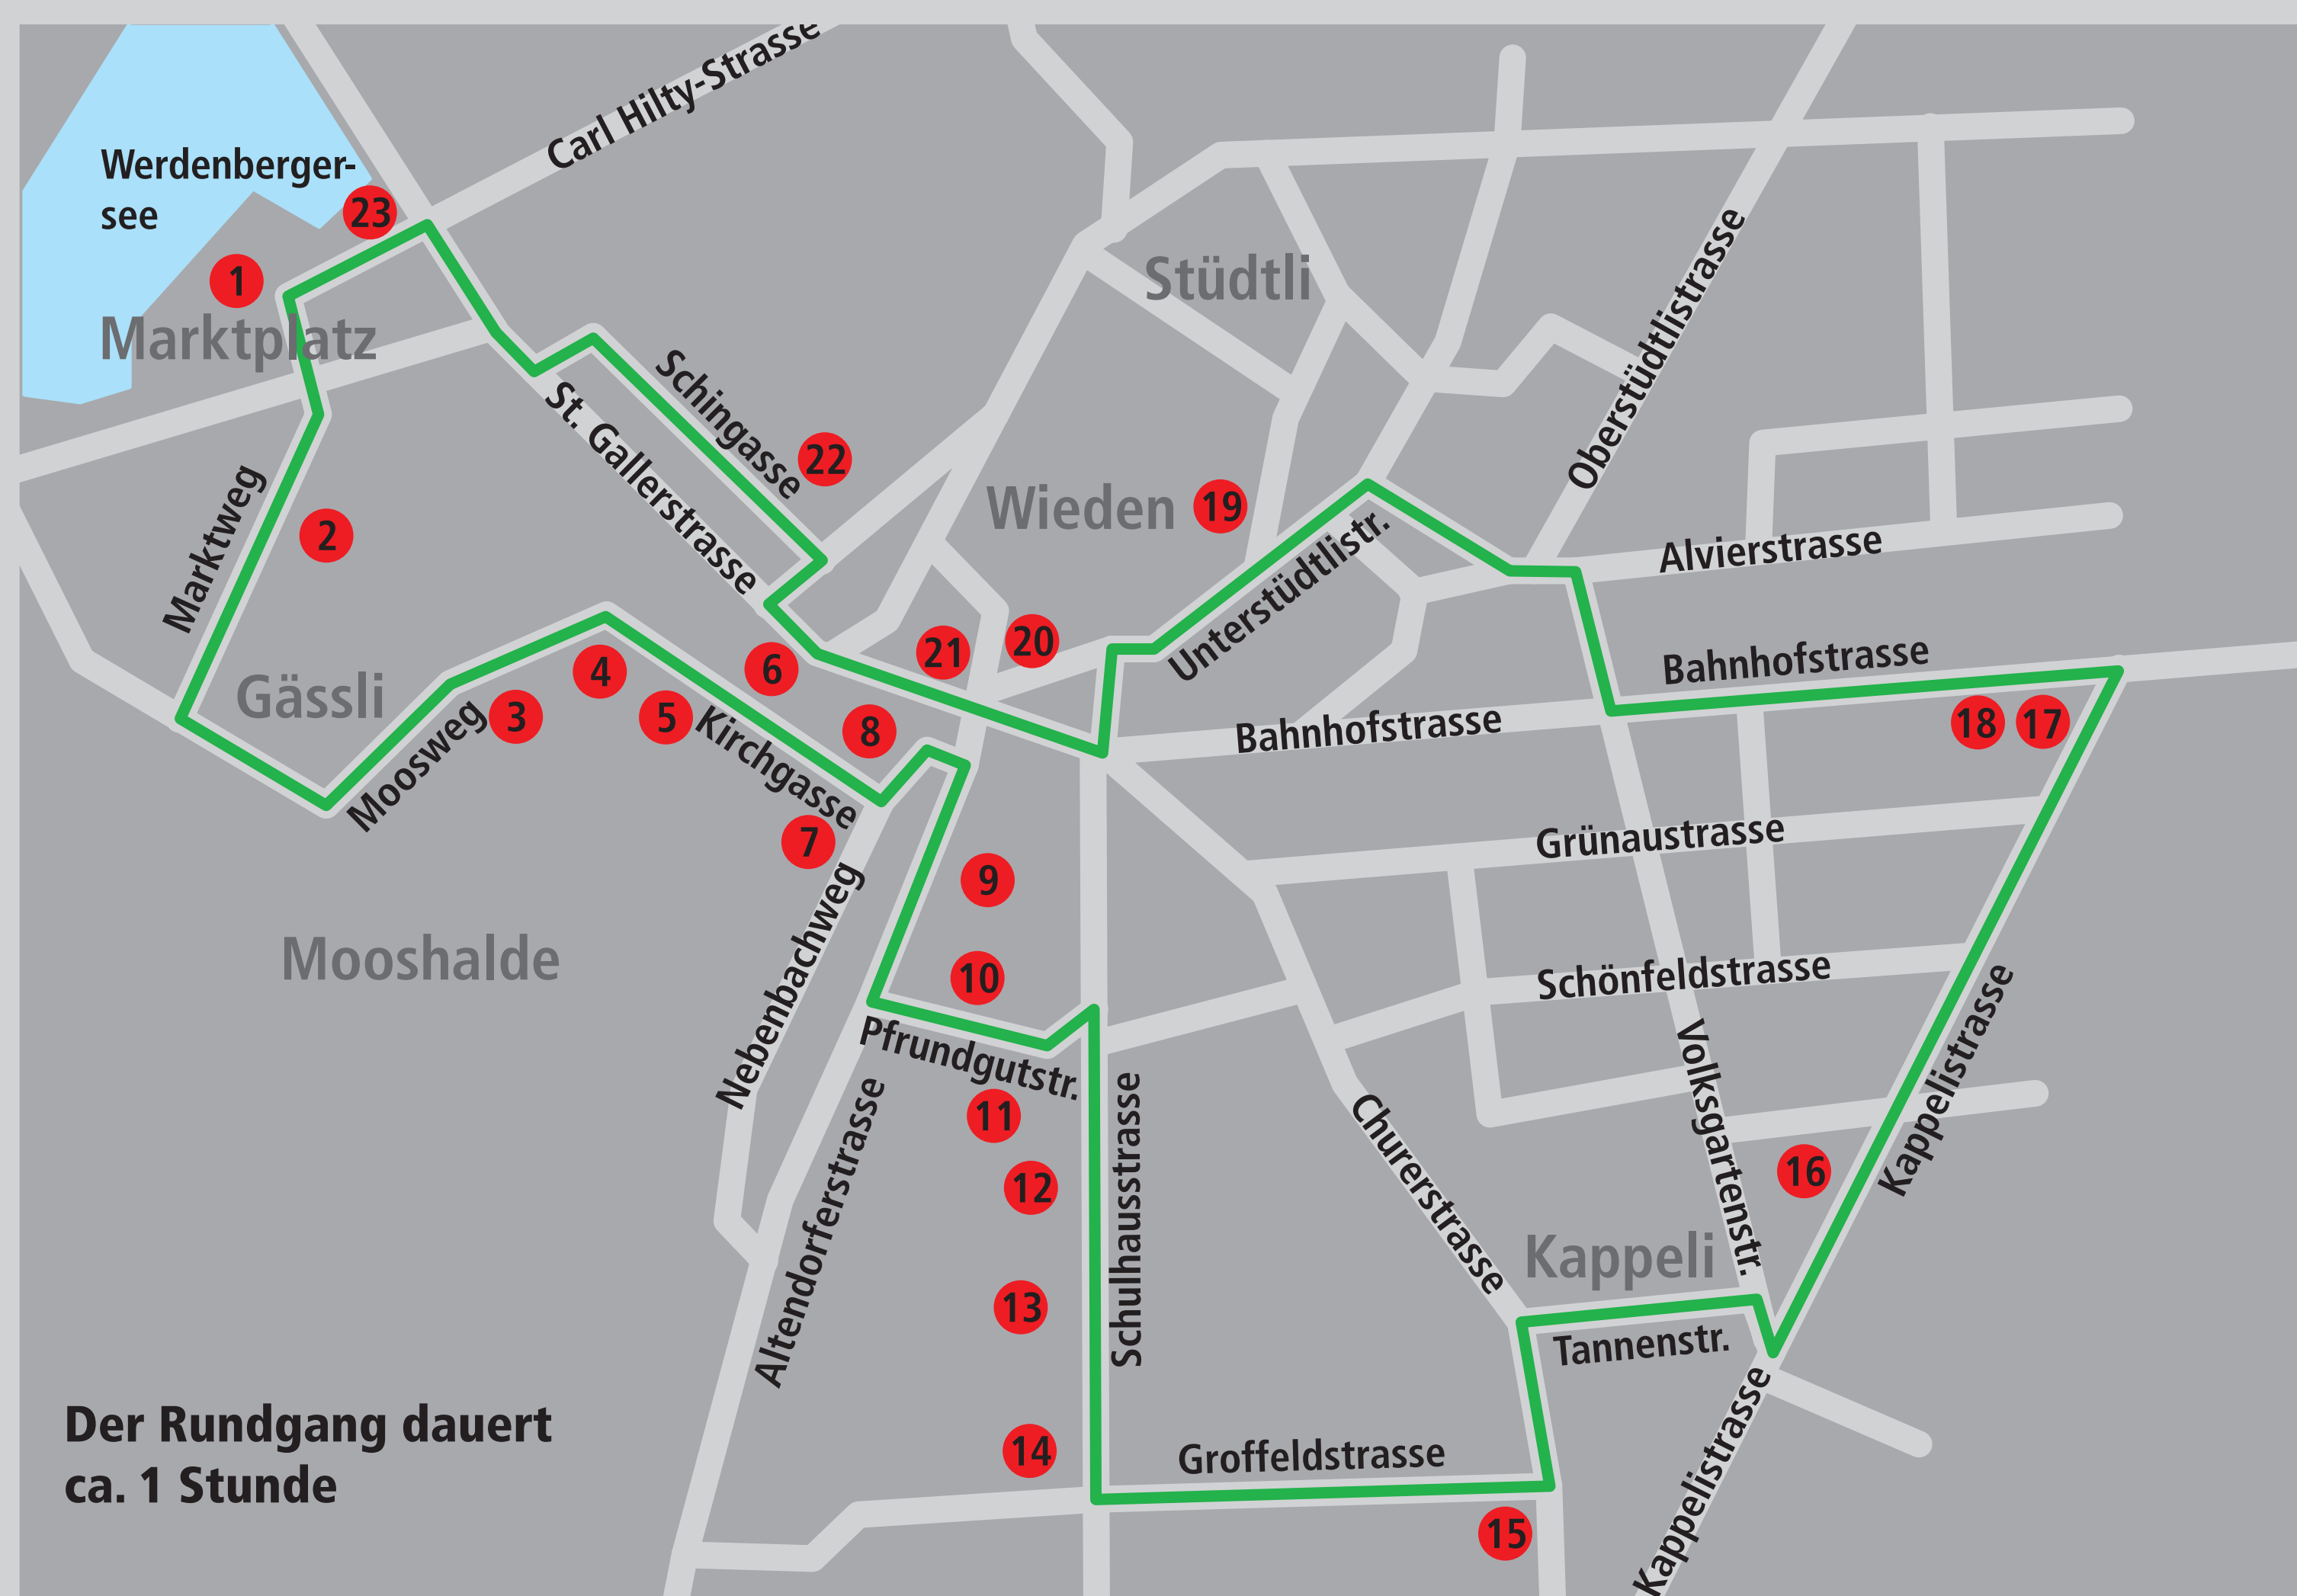 Carl Hilty-Strasse
Werdenberger-
see
23
1
Marktplatz
Stüdtli
Oberstüdtlistrasse
Schingasse
22
St. Gallerstrasse
Marktweg
2
Wieden
19
Unterstüdtlistr.
Alvierstrasse
Gässli
4
6
21
20
Bahnhofstrasse
Bahnhofstrasse
3
5
8
18
17
Moosweg
Kirchgasse
7
Grünaustrasse
9
Mooshalde
Nebenbachweg
10
Schönfeldstrasse
Pfrundgutstr.
11
12
Volksgartenstr.
Kappelistrasse
16
Altendorferstrasse
Schulhausstrasse
Churerstrasse
Kappeli
13
Tannenstr.
Der Rundgang dauert
ca. 1 Stunde
14
Groffeldstrasse
15
Kappelistrasse